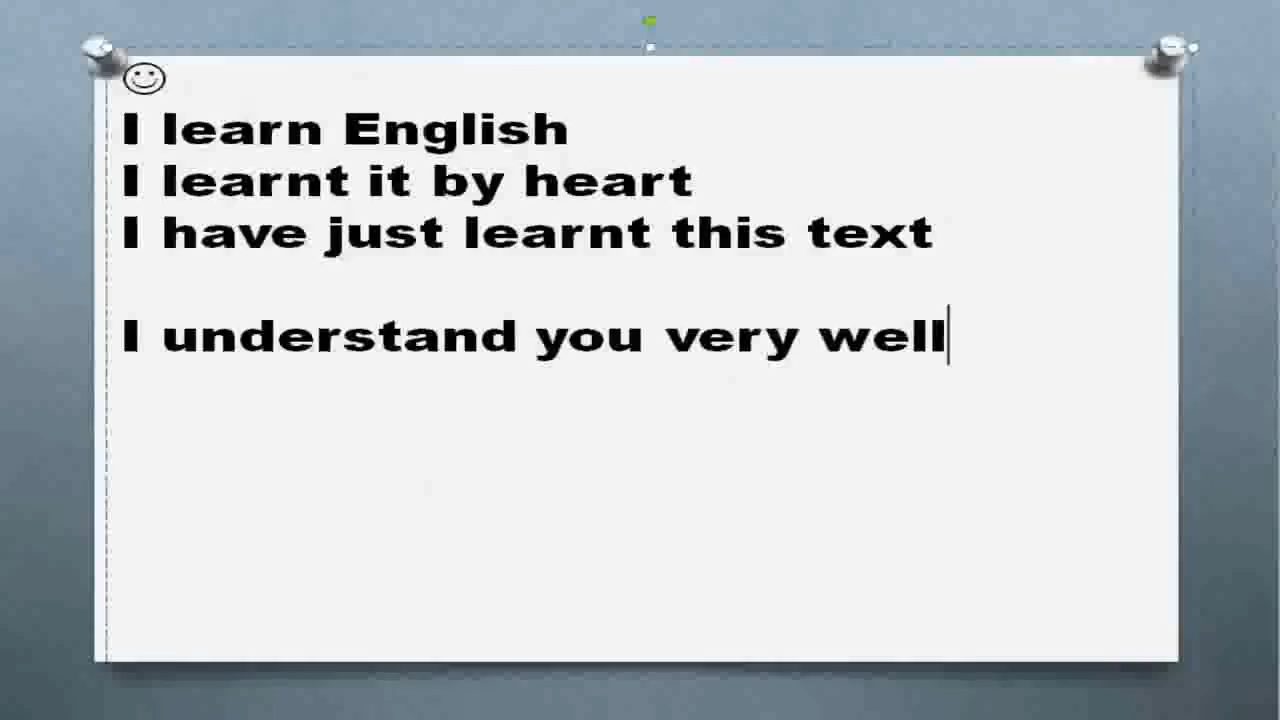 I learn English
I learnt it by heart
I have just learnt this text
I understand you very well